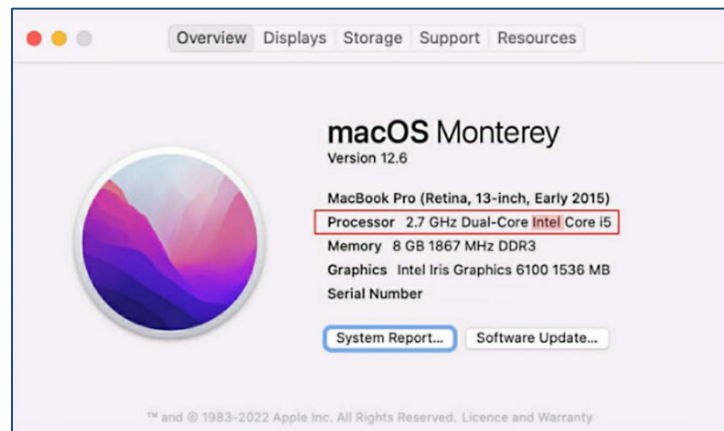 Overview Displays Storage Support Resources
macOS Monterey
Version 12.6
MacBook Pro (Retina, 13-inch, Early 2015)
Processor 2.7 GHz Dual-Core Intel Core i5
Memory 8 GB 1867 MHz DDR3
Graphics Intel Iris Graphics 6100 1536 MB
Serial Number
System Report... Software Update...
™ and © 1983-2022 Apple Inc. All Rights Reserved. Licence and Warranty